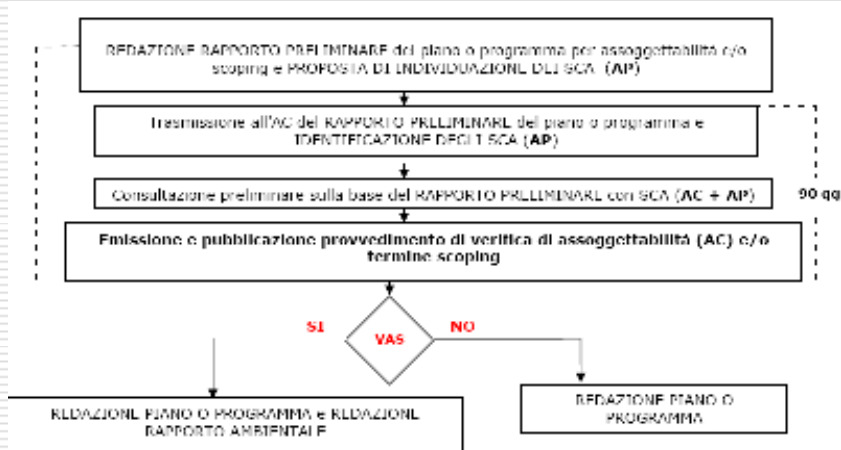 REDAZIONE RAPPORTO PRELIMINARE del piano o programma per assoggettabilità e/o
scoping e PROPOSTA DI INDIVIDUAZIONE DEI SCA (AP)
Trasmissione all'AC del RAPPORTO PRELIMINARE del piano o programma e
IDENTIFICAZIONE DEGLI SCA (AP)
Consultazione preliminare sulla base del RAPPORTO PRELIMINARE con SCA (AC + AP)
90 gg
Emissione e pubblicazione provvedimento di verifica di assoggettabilità (AC) e/o
termine scoping
SI
VAS
NO
REDAZIONE PIANO O PROGRAMMA e REDAZIONE
RAPPORTO AMBIENTALE
REDAZIONE PIANO O
PROGRAMMA